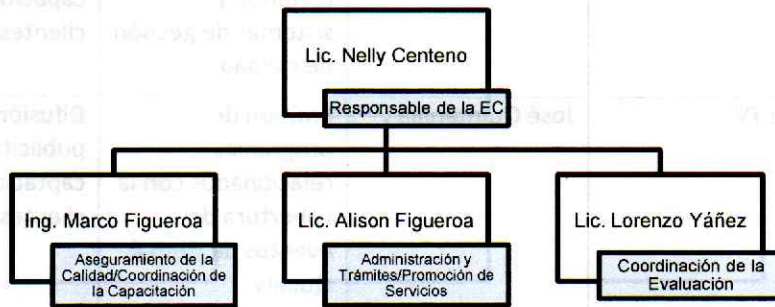 Lic. Nelly Centeno
Responsable de la EC
Ing. Marco Figueroa
Aseguramiento de la
Calidad/Coordinación de
la Capacitación
Lic. Alison Figueroa
Administración y
Trámites/Promoción de
Servicios
Lic. Lorenzo Yáñez
Coordinación de la
Evaluación